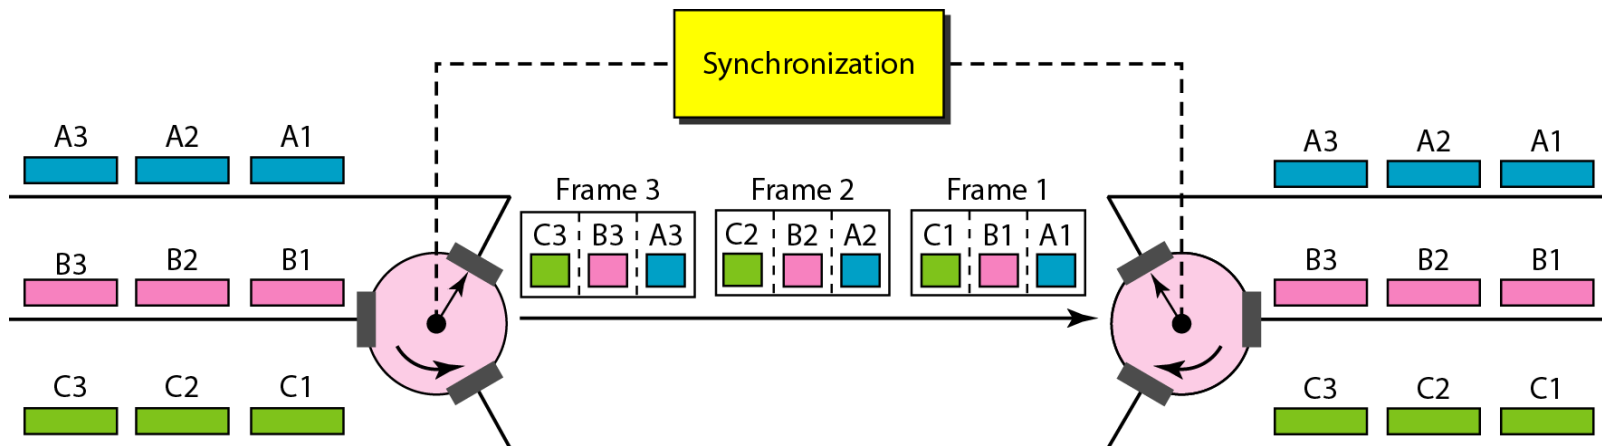 Synchronization
A3 A2 A1
A3 A2 A1
Frame 3 Frame 2 Frame 1
C3 B3 A3 C2 B2 A2 C1 B1 A1
B3 B2 B1
B3 B2 B1
C3 C2 C1
C3 C2 C1